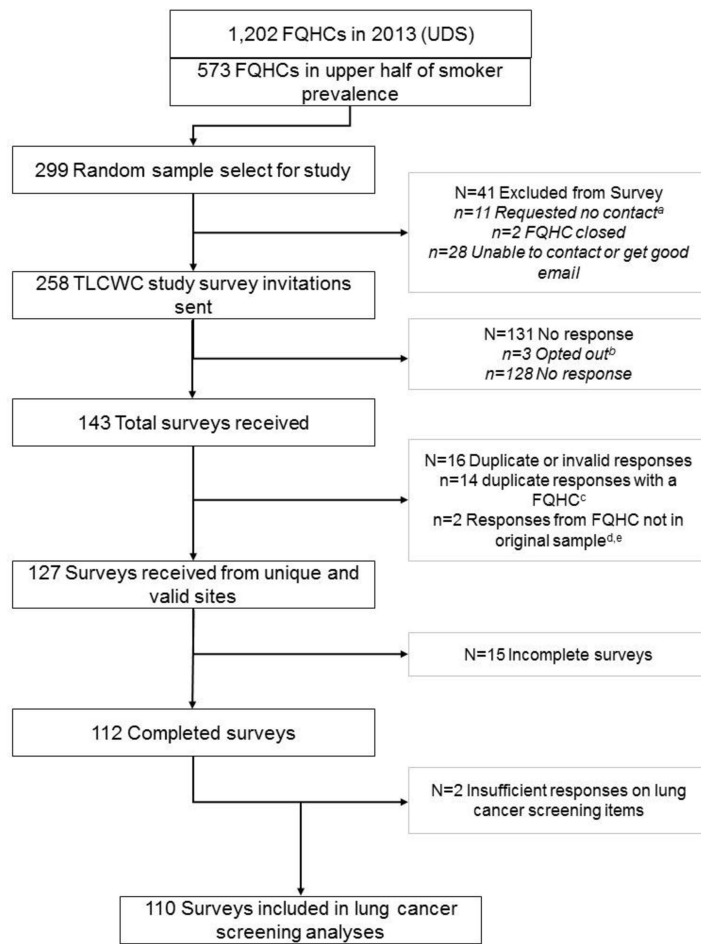 1,202 FQHCs in 2013 (UDS)
573 FQHCs in upper half of smoker
prevalence
299 Random sample select for study
N=41 Excluded from Survey
n=11 Requested no contactᵃ
n=2 FQHC closed
n=28 Unable to contact or get good
email
258 TLCWC study survey invitations
sent
N=131 No response
n=3 Opted outᵇ
n=128 No response
143 Total surveys received
N=16 Duplicate or invalid responses
n=14 duplicate responses with a
FQHCᶜ
n=2 Responses from FQHC not in
original sampleᵈ,ᵉ
127 Surveys received from unique and
valid sites
N=15 Incomplete surveys
112 Completed surveys
N=2 Insufficient responses on lung
cancer screening items
110 Surveys included in lung cancer
screening analyses